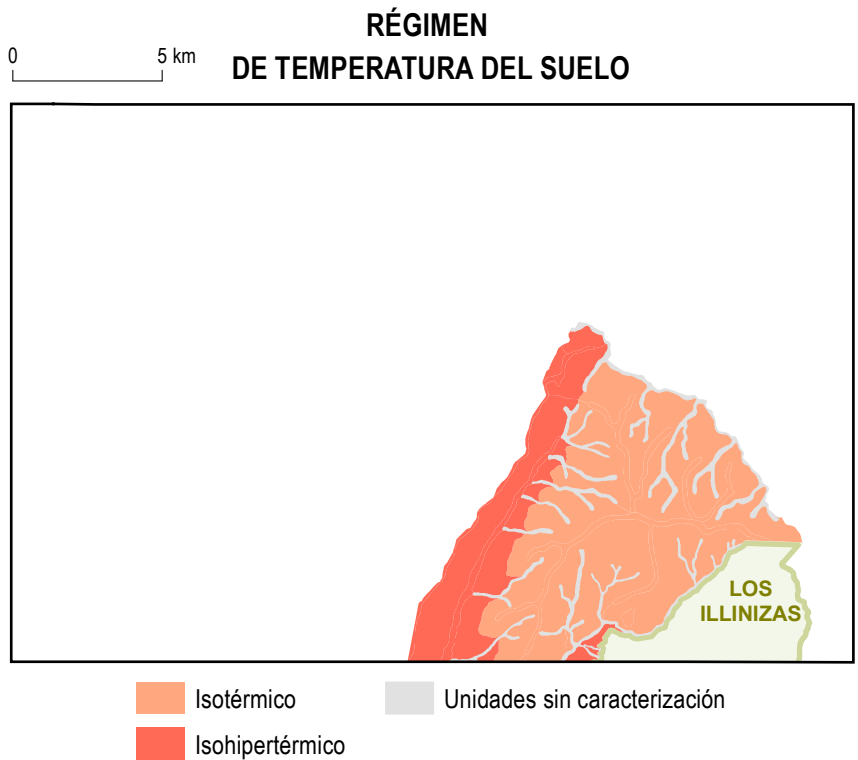 RÉGIMEN
DE TEMPERATURA DEL SUELO
0 5 km
LOS
ILLINIZAS
Isotérmico
Unidades sin caracterización
Isohipertérmico